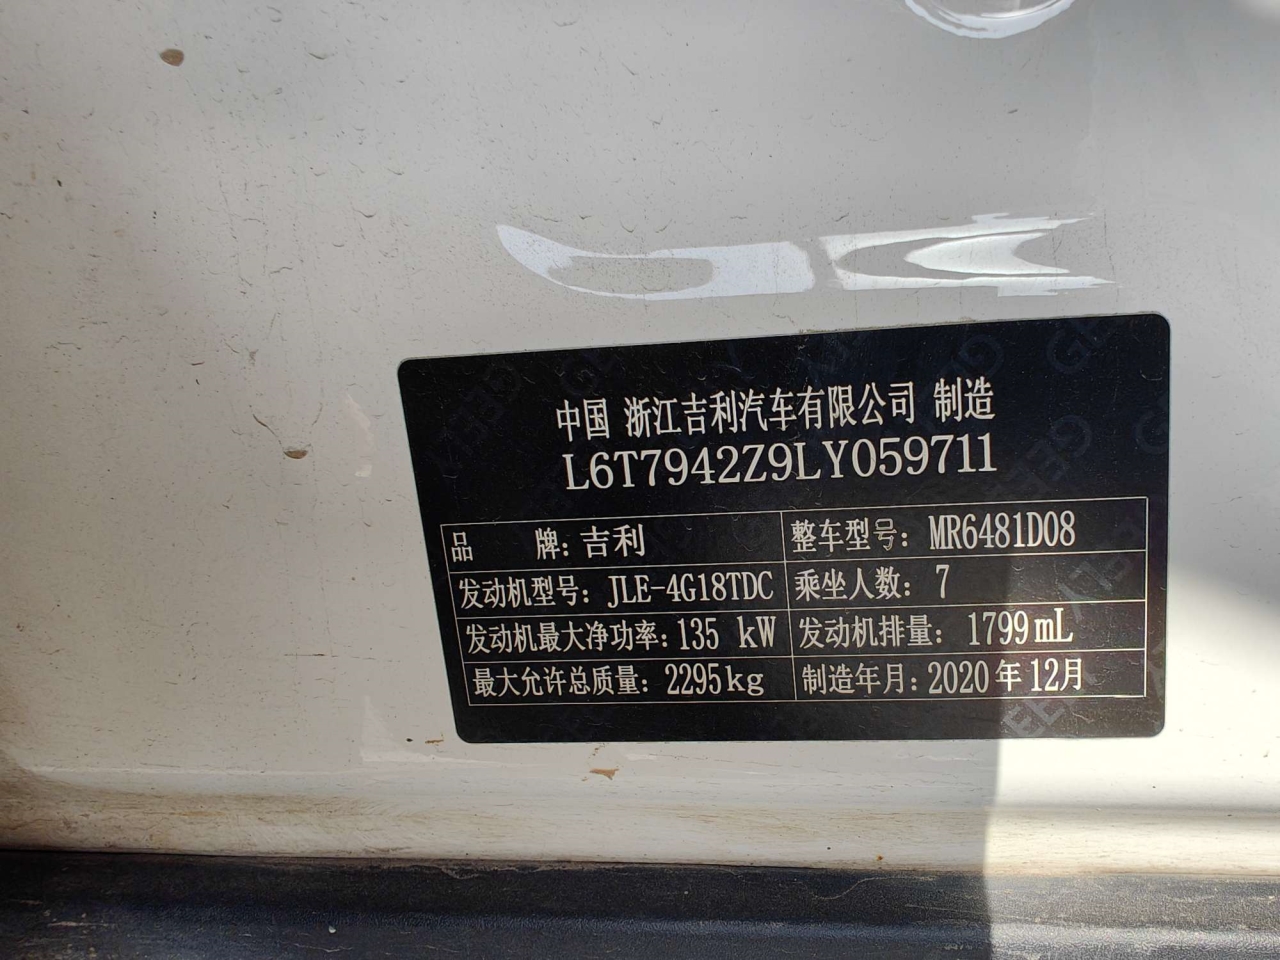 中国 浙江吉利汽车有限公司 制造
L6T7942Z9LY059711
品 牌: 吉利 整车型号: MR6481D08
发动机型号: JLE-4G18TDC 乘坐人数: 7
发动机最大净功率: 135 kW 发动机排量: 1799mL
最大允许总质量: 2295kg 制造年月: 2020年12月